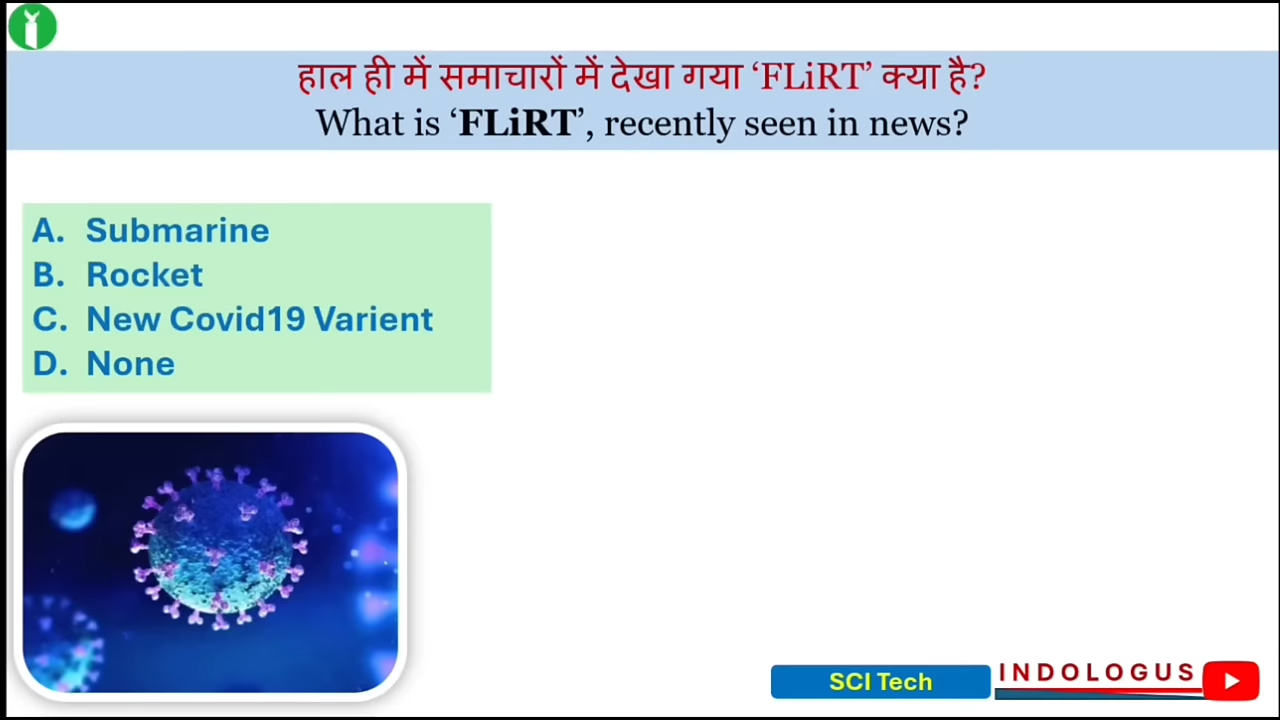 हाल ही में समाचारों में देखा गया ‘FLiRT’ क्या है?
What is ‘FLiRT’, recently seen in news?
A. Submarine
B. Rocket
C. New Covid19 Varient
D. None
SCI Tech
INDOLOGUS